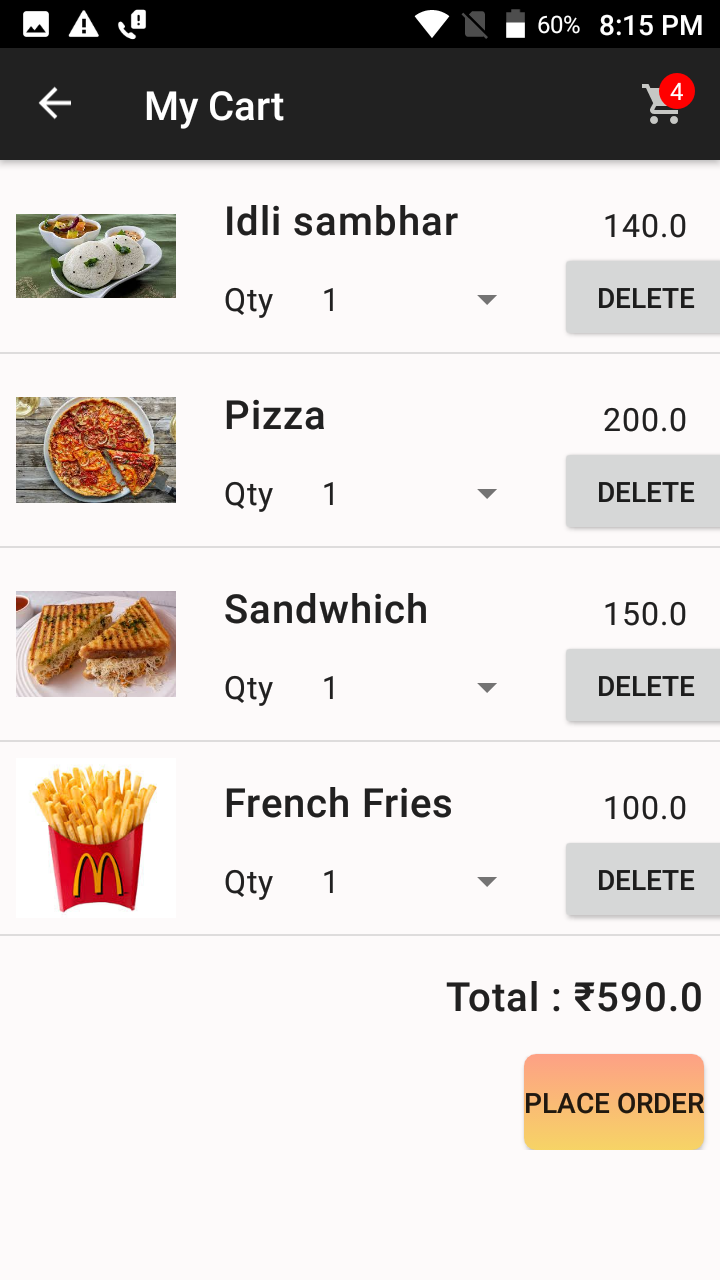 60% 8:15 PM
My Cart 4
Idli sambhar 140.0
Qty 1 DELETE
Pizza 200.0
Qty 1 DELETE
Sandwhich 150.0
Qty 1 DELETE
French Fries 100.0
Qty 1 DELETE
Total : ₹590.0
PLACE ORDER